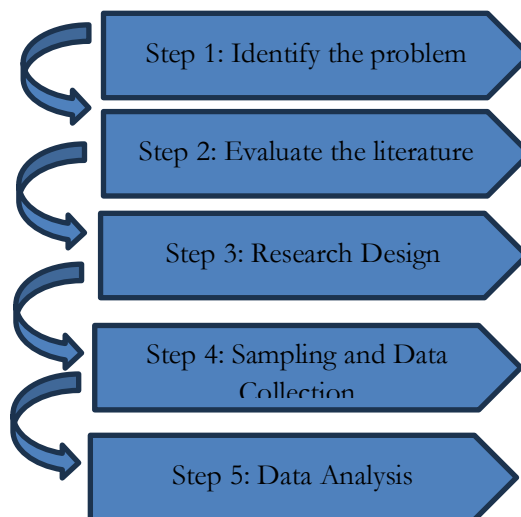 Step 1: Identify the problem
Step 2: Evaluate the literature
Step 3: Research Design
Step 4: Sampling and Data
Collection
Step 5: Data Analysis